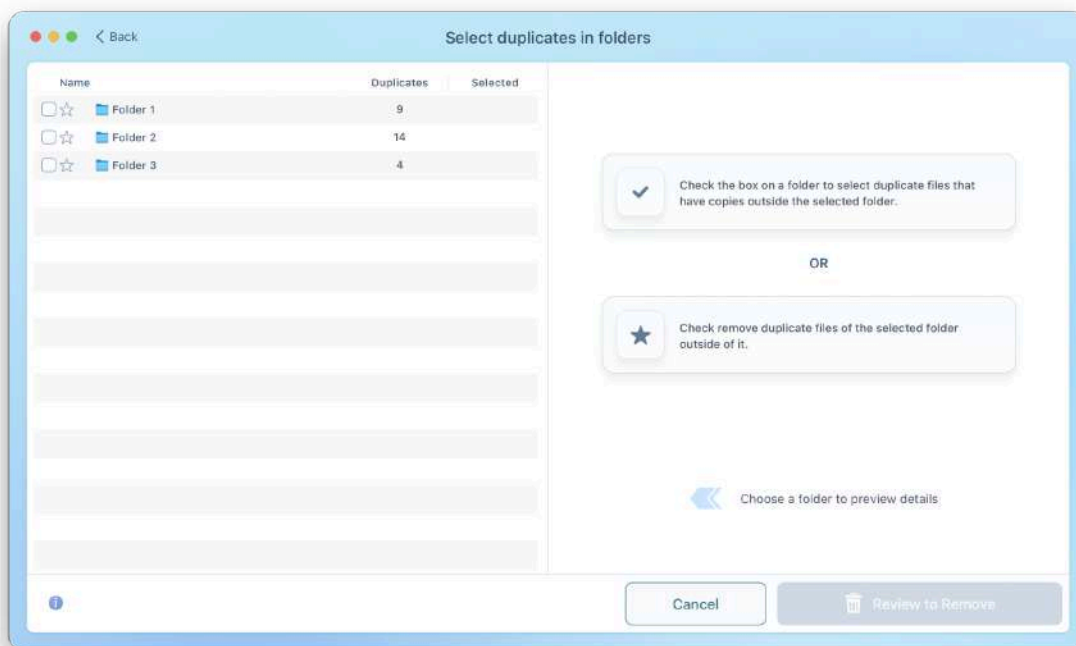 Back
Select duplicates in folders
Name Duplicates Selected
Folder 1 9
Folder 2 14
Folder 3 4
Check the box on a folder to select duplicate files that
have copies outside the selected folder.
OR
Check remove duplicate files of the selected folder
outside of it.
Choose a folder to preview details
Cancel
Review to Remove